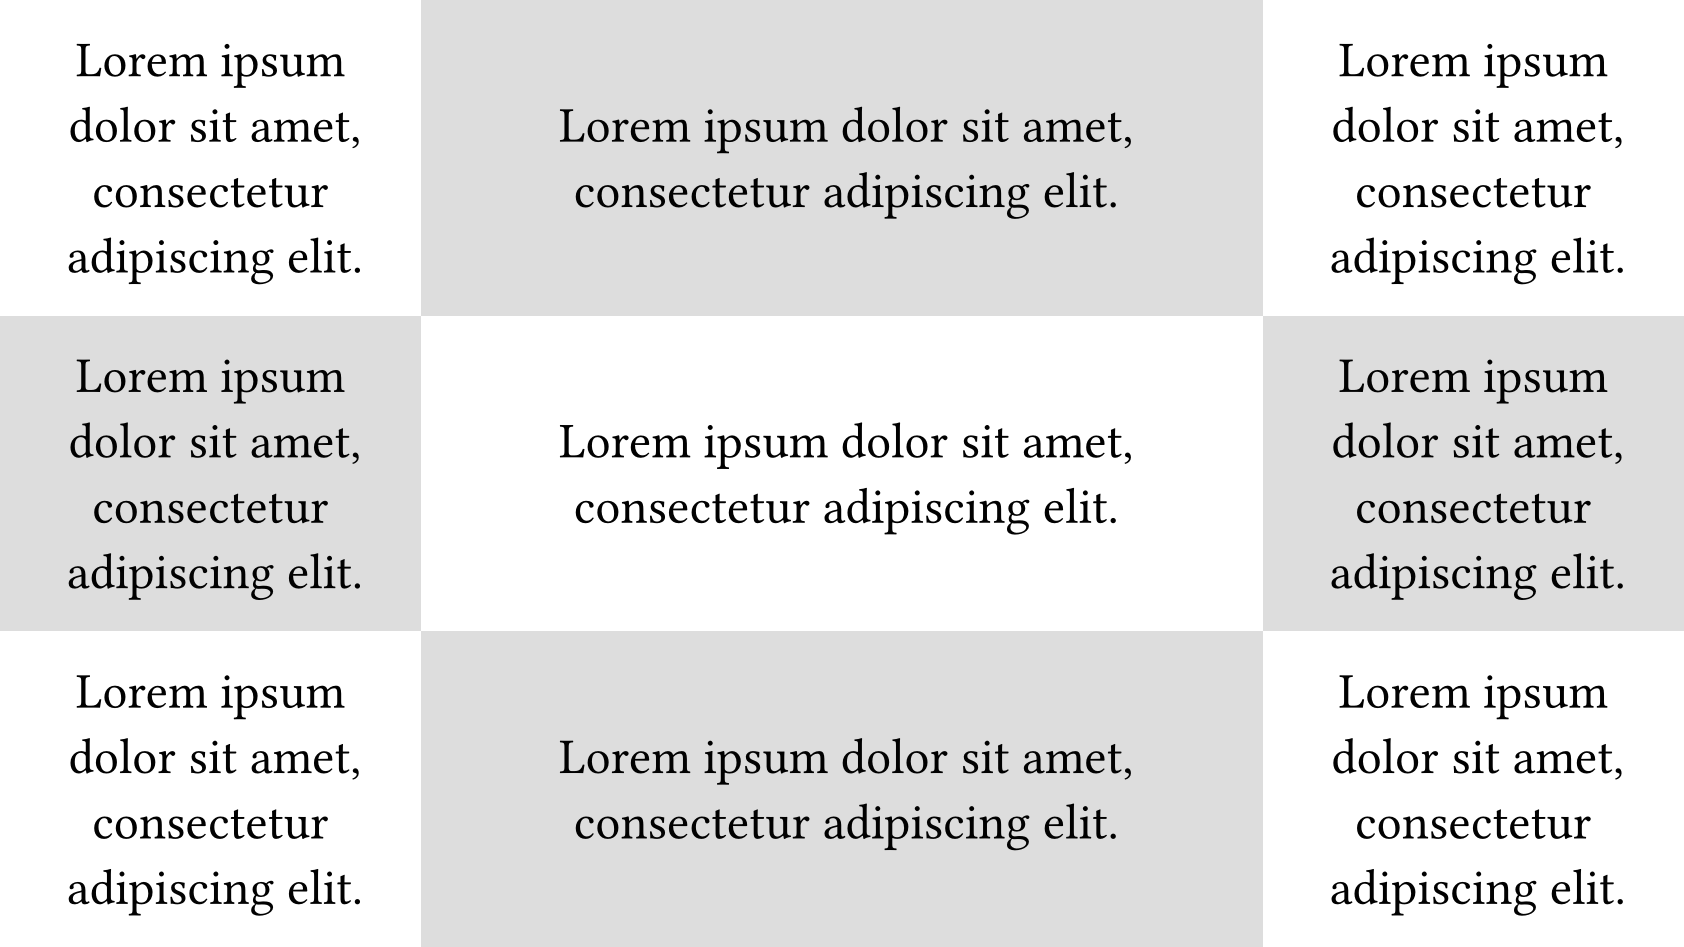 Lorem ipsum
dolor sit amet,
consectetur
adipiscing elit.
Lorem ipsum dolor sit amet,
consectetur adipiscing elit.
Lorem ipsum
dolor sit amet,
consectetur
adipiscing elit.
Lorem ipsum
dolor sit amet,
consectetur
adipiscing elit.
Lorem ipsum dolor sit amet,
consectetur adipiscing elit.
Lorem ipsum
dolor sit amet,
consectetur
adipiscing elit.
Lorem ipsum
dolor sit amet,
consectetur
adipiscing elit.
Lorem ipsum dolor sit amet,
consectetur adipiscing elit.
Lorem ipsum
dolor sit amet,
consectetur
adipiscing elit.